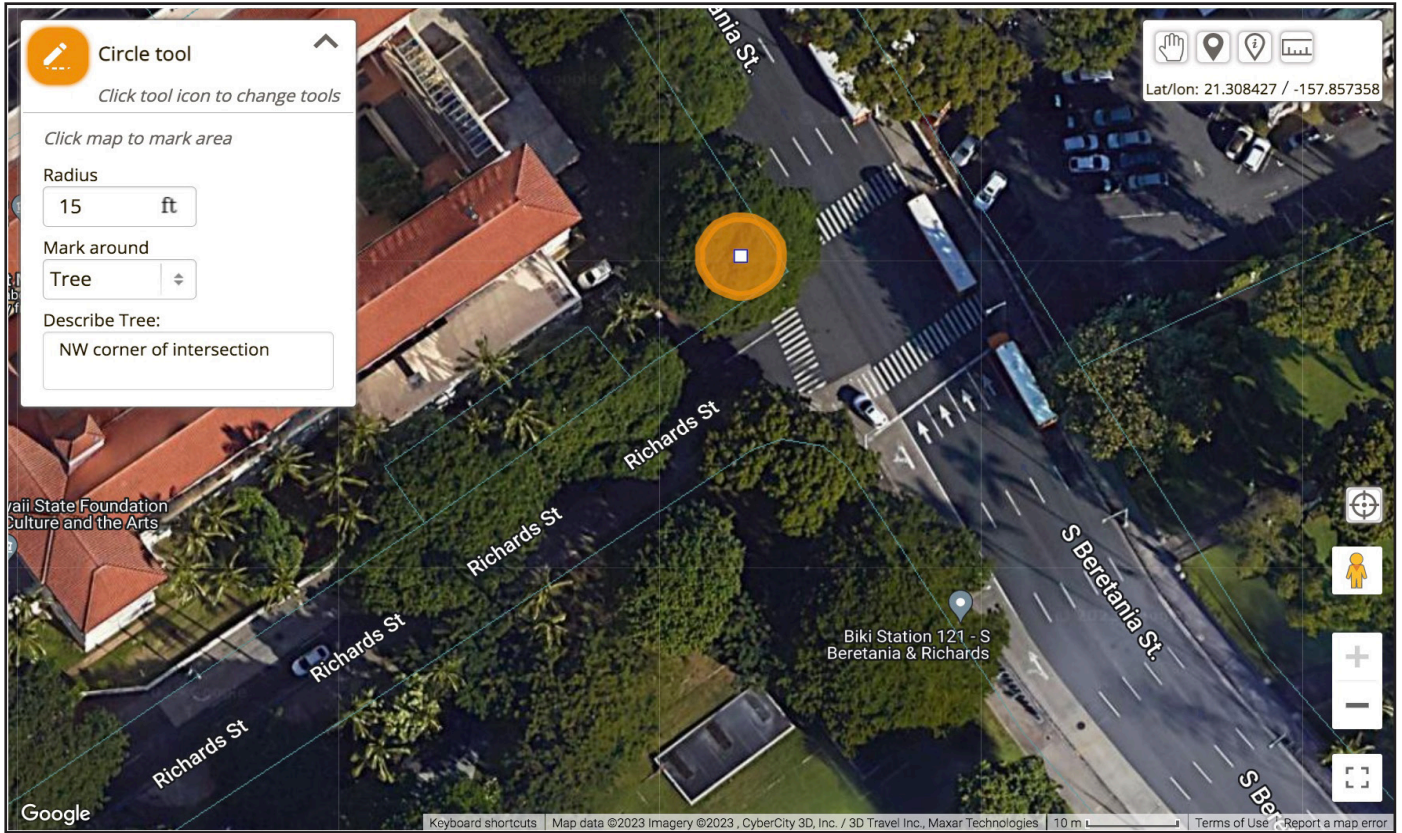 Circle tool
Click tool icon to change tools
Click map to mark area
Radius
15 ft
Mark around
Tree
Describe Tree:
NW corner of intersection
Lat/lon: 21.308427 / -157.857358
ania St.
Richards St
Richards St
Richards St
Richards St
S Beretania St.
S Be
vaii State Foundation
Culture and the Arts
Biki Station 121 - S
Beretania & Richards
Google
Keyboard shortcuts
Map data ©2023 Imagery ©2023 , CyberCity 3D, Inc. / 3D Travel Inc., Maxar Technologies
10 m
Terms of Use
Report a map error